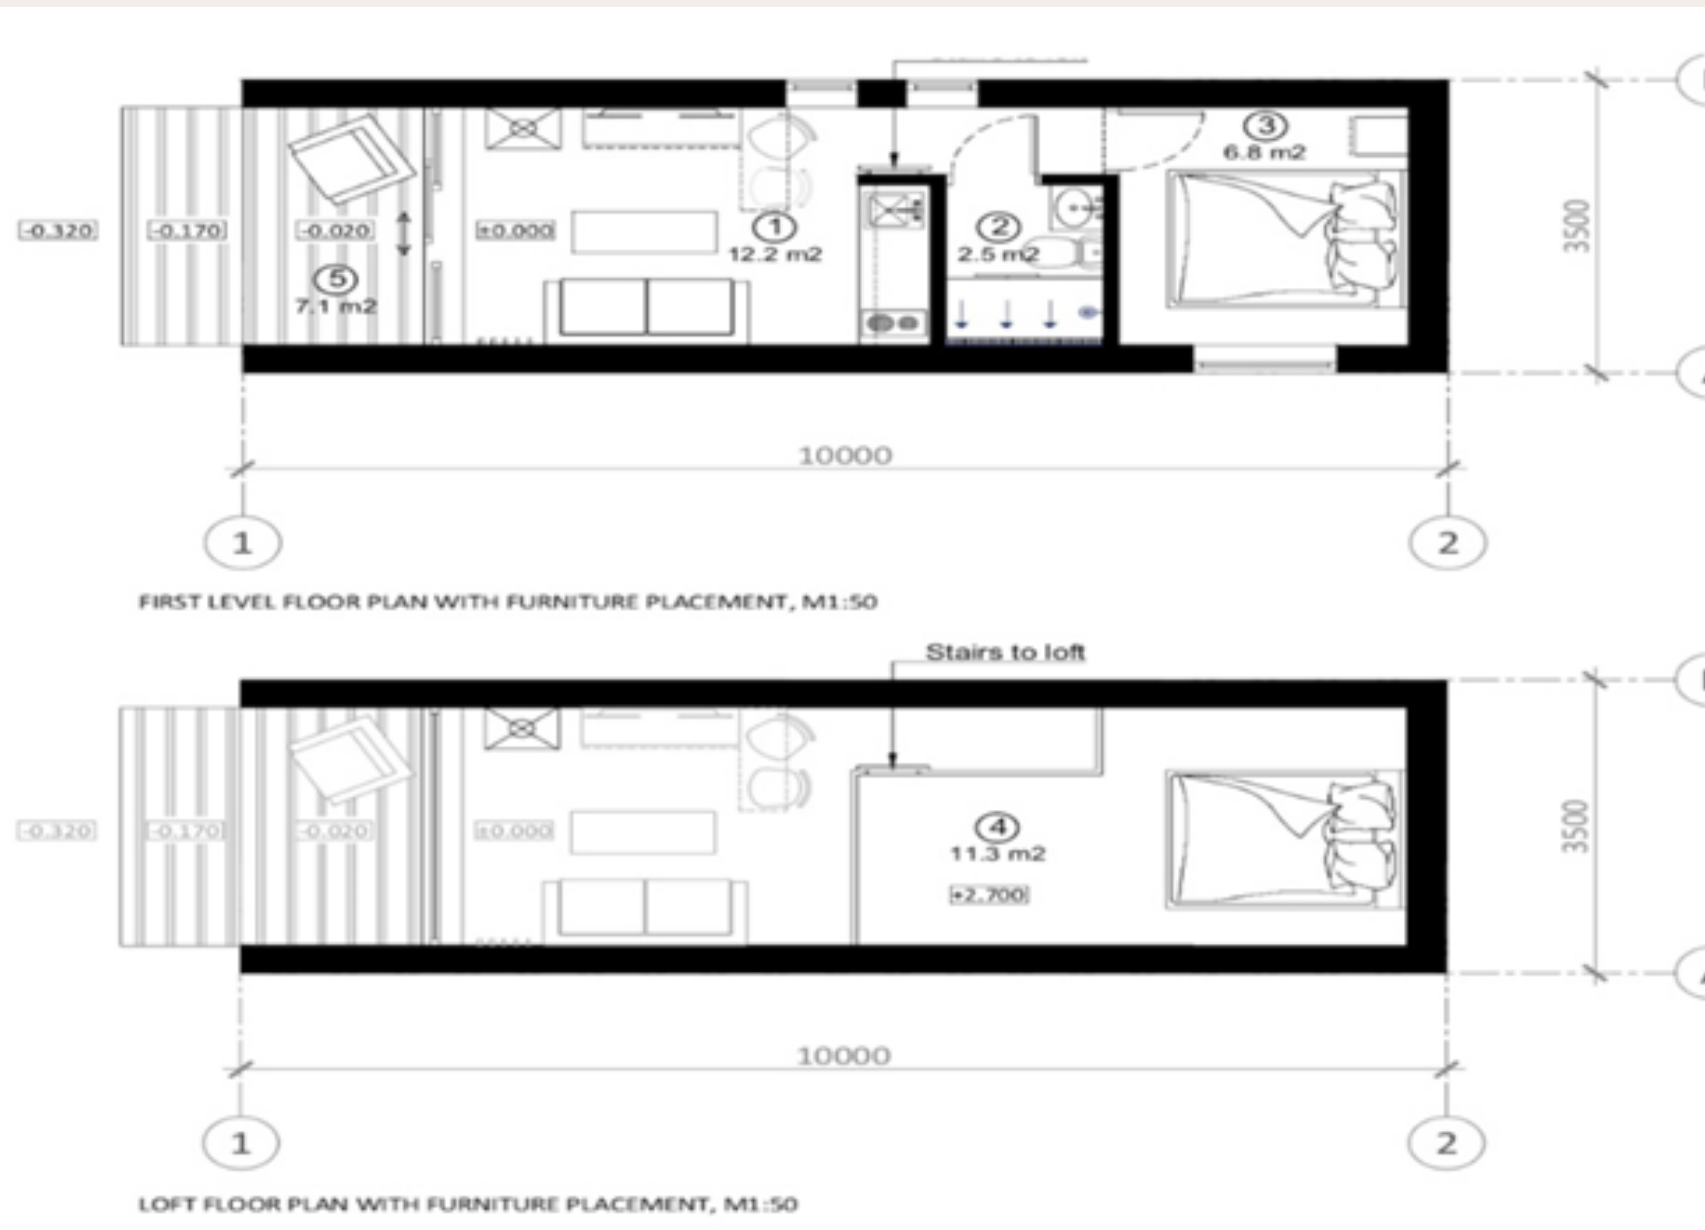 3
6.8 m2
-0.320
-0.170
-0.020
±0.000
1
12.2 m2
2
2.5 m2
5
7.1 m2
3500
10000
1
2
FIRST LEVEL FLOOR PLAN WITH FURNITURE PLACEMENT, M1:50
Stairs to loft
-0.320
-0.170
-0.020
±0.000
4
11.3 m2
+2.700
3500
10000
1
2
LOFT FLOOR PLAN WITH FURNITURE PLACEMENT, M1:50